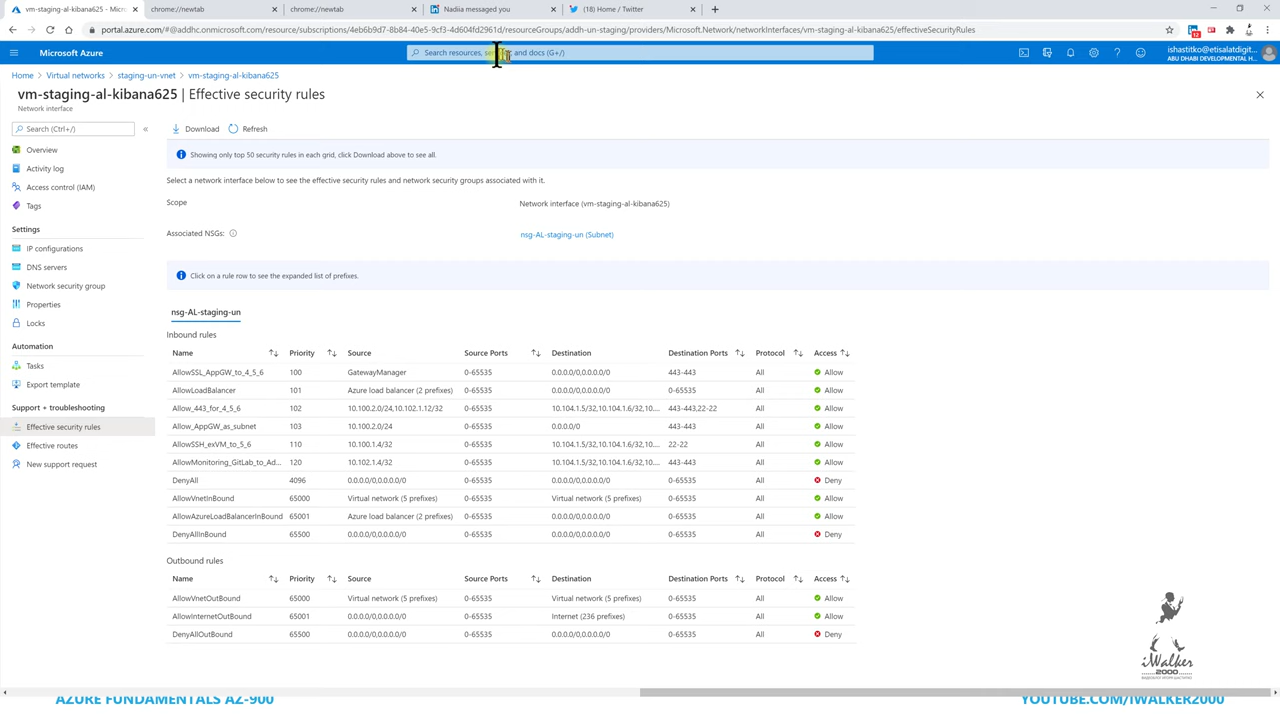 vm-staging-al-kibana625 - Micr
chrome://newtab
chrome://newtab
Nadiia messaged you
(18) Home / Twitter
portal.azure.com/#@addhc.onmicrosoft.com/resource/subscriptions/4eb6b9d7-8b84-40e5-9cf3-4d604fd2961d/resourceGroups/addh-un-staging/providers/Microsoft.Network/networkInterfaces/vm-staging-al-kibana625/effectiveSecurityRules
12
Microsoft Azure
Search resources, and docs (G+/)
ishastitko@etisalatdigit...
ABU DHABI DEVELOPMENTAL H...
Home > Virtual networks > staging-un-vnet > vm-staging-al-kibana625
vm-staging-al-kibana625 | Effective security rules
Network interface
Search (Ctrl+/)
«
Download
Refresh
Overview
Activity log
Access control (IAM)
Tags
Settings
IP configurations
DNS servers
Network security group
Properties
Locks
Automation
Tasks
Export template
Support + troubleshooting
Effective security rules
Effective routes
New support request
Showing only top 50 security rules in each grid, click Download above to see all.
Select a network interface below to see the effective security rules and network security groups associated with it.
Scope Network interface (vm-staging-al-kibana625)
Associated NSGs: nsg-AL-staging-un (Subnet)
Click on a rule row to see the expanded list of prefixes.
nsg-AL-staging-un
Inbound rules
Name Priority Source Source Ports Destination Destination Ports Protocol Access
AllowSSL_AppGW_to_4_5_6 100 GatewayManager 0-65535 0.0.0.0/0,0.0.0.0/0 443-443 All Allow
AllowLoadBalancer 101 Azure load balancer (2 prefixes) 0-65535 0.0.0.0/0,0.0.0.0/0 0-65535 All Allow
Allow_443_for_4_5_6 102 10.100.2.0/24,10.102.1.12/32 0-65535 10.104.1.5/32,10.104.1.6/32,10.... 443-443,22-22 All Allow
Allow_AppGW_as_subnet 103 10.100.2.0/24 0-65535 0.0.0.0/0 443-443 All Allow
AllowSSH_exVM_to_5_6 110 10.100.1.4/32 0-65535 10.104.1.5/32,10.104.1.6/32,10.... 22-22 All Allow
AllowMonitoring_GitLab_to_Ad... 120 10.102.1.4/32 0-65535 10.104.1.5/32,10.104.1.6/32,10.... 443-443 All Allow
DenyAll 4096 0.0.0.0/0,0.0.0.0/0 0-65535 0.0.0.0/0,0.0.0.0/0 0-65535 All Deny
AllowVnetInBound 65000 Virtual network (5 prefixes) 0-65535 Virtual network (5 prefixes) 0-65535 All Allow
AllowAzureLoadBalancerInBound 65001 Azure load balancer (2 prefixes) 0-65535 0.0.0.0/0,0.0.0.0/0 0-65535 All Allow
DenyAllInBound 65500 0.0.0.0/0,0.0.0.0/0 0-65535 0.0.0.0/0,0.0.0.0/0 0-65535 All Deny
Outbound rules
Name Priority Source Source Ports Destination Destination Ports Protocol Access
AllowVnetOutBound 65000 Virtual network (5 prefixes) 0-65535 Virtual network (5 prefixes) 0-65535 All Allow
AllowInternetOutBound 65001 0.0.0.0/0,0.0.0.0/0 0-65535 Internet (236 prefixes) 0-65535 All Allow
DenyAllOutBound 65500 0.0.0.0/0,0.0.0.0/0 0-65535 0.0.0.0/0,0.0.0.0/0 0-65535 All Deny
iWalker
2000
AZURE FUNDAMENTALS AZ-900
YOUTUBE.COM/IWALKER2000